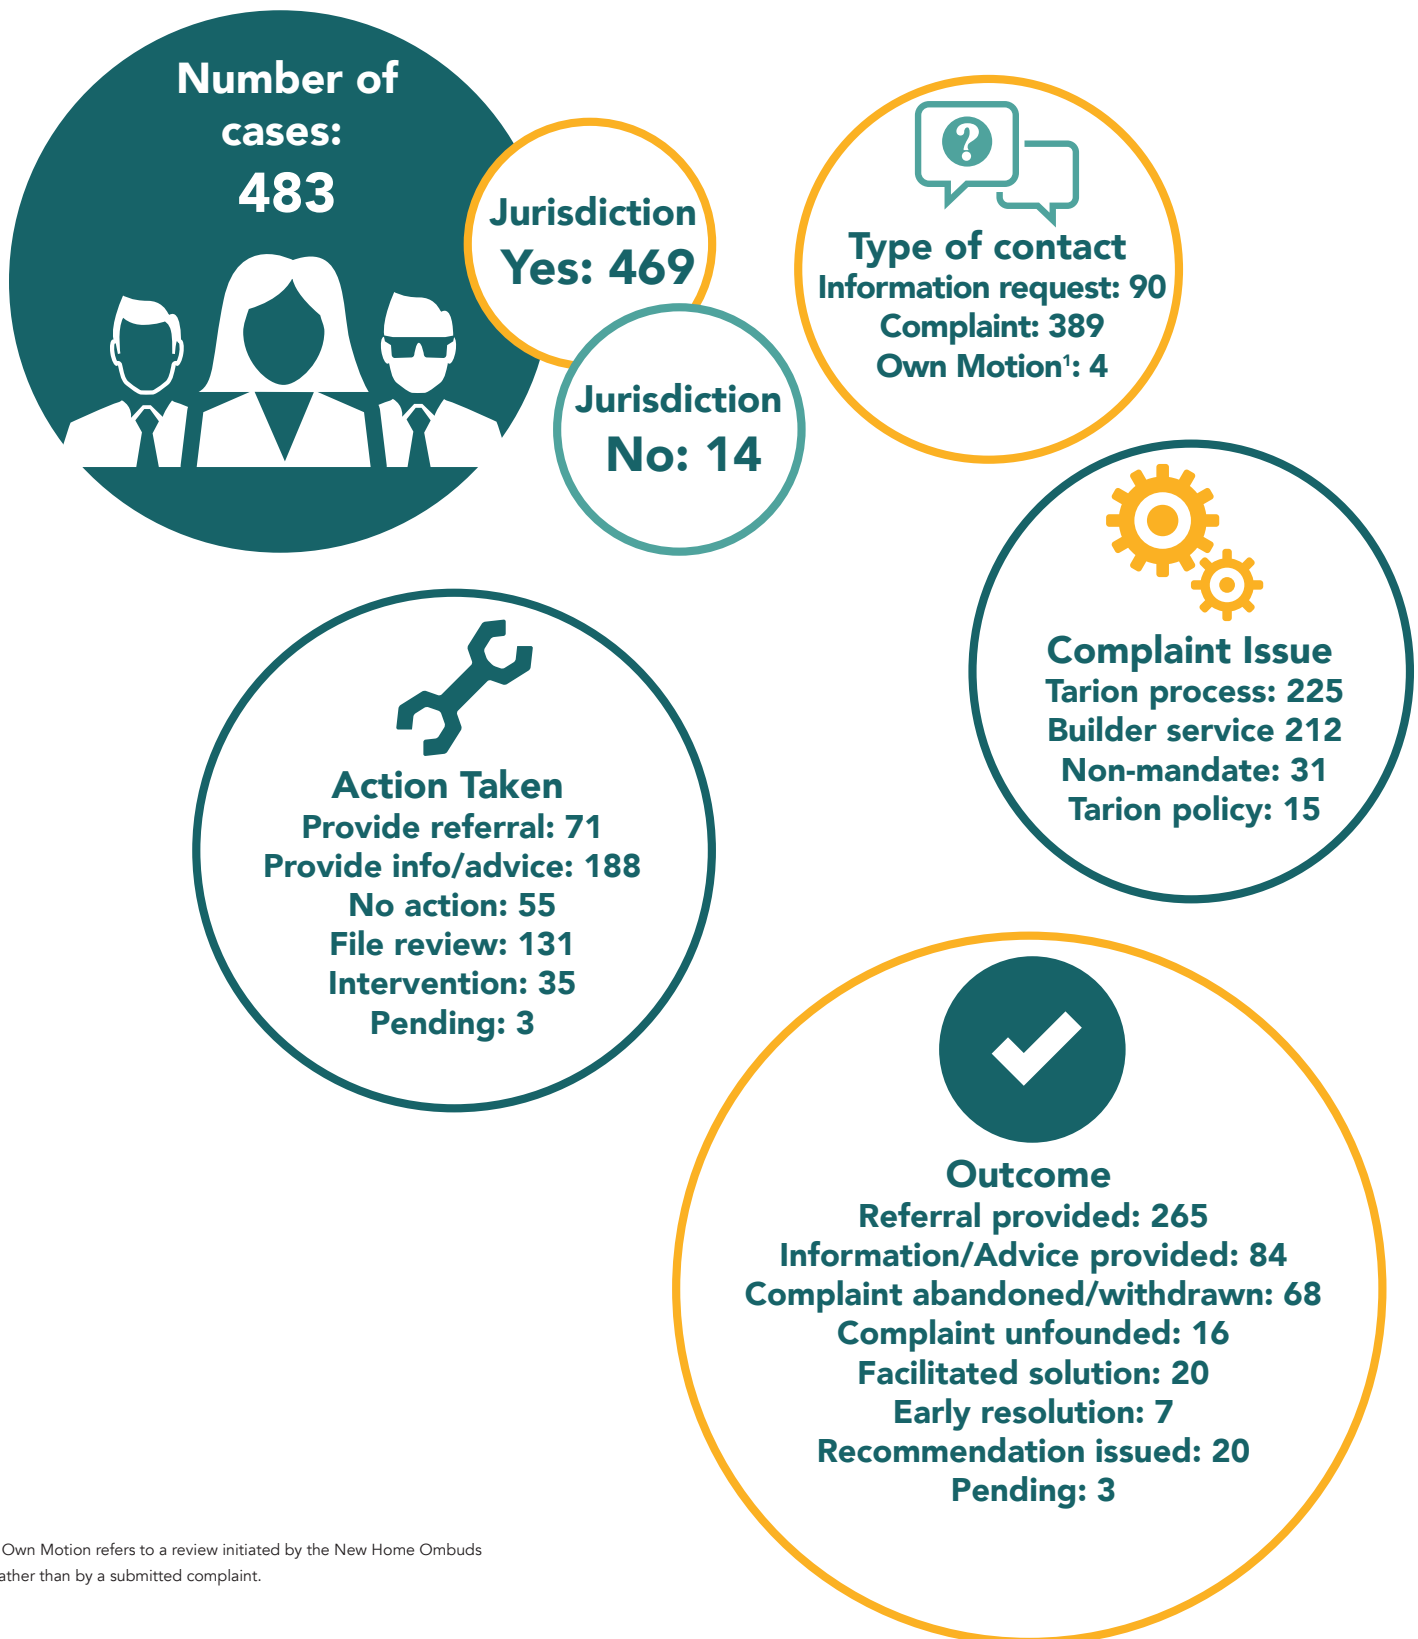 Number of
cases:
483
Jurisdiction
Yes: 469
Jurisdiction
No: 14
?
Type of contact
Information request: 90
Complaint: 389
Own Motion¹: 4
Complaint Issue
Tarion process: 225
Builder service 212
Non-mandate: 31
Tarion policy: 15
Action Taken
Provide referral: 71
Provide info/advice: 188
No action: 55
File review: 131
Intervention: 35
Pending: 3
Outcome
Referral provided: 265
Information/Advice provided: 84
Complaint abandoned/withdrawn: 68
Complaint unfounded: 16
Facilitated solution: 20
Early resolution: 7
Recommendation issued: 20
Pending: 3
Own Motion refers to a review initiated by the New Home Ombuds
ather than by a submitted complaint.